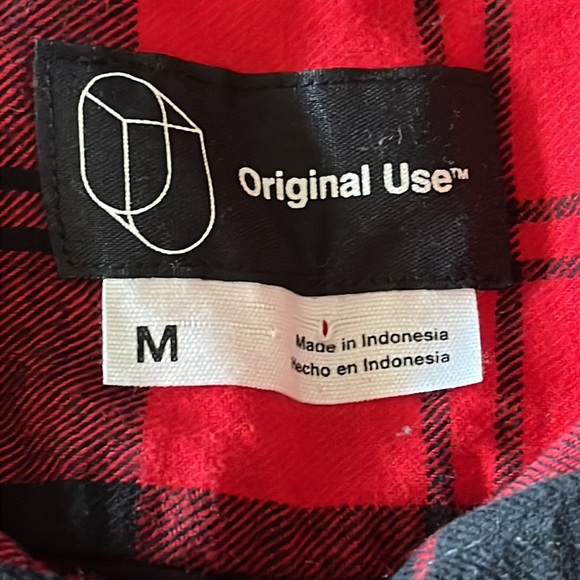 Original Use™
M
Made in Indonesia
Hecho en Indonesia